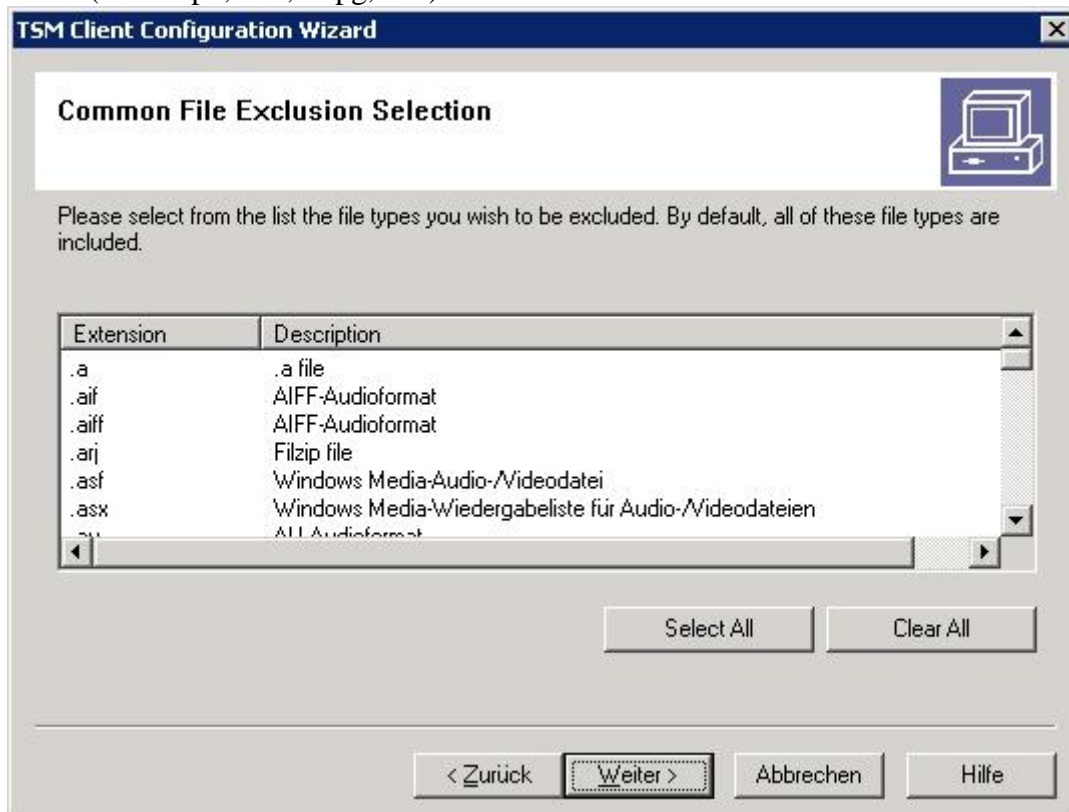 TSM Client Configuration Wizard
Common File Exclusion Selection
Please select from the list the file types you wish to be excluded. By default, all of these file types are
included.
Extension Description
.a .a file
.aif AIFF-Audioformat
.aiff AIFF-Audioformat
.arj Filzip file
.asf Windows Media-Audio-/Videodatei
.asx Windows Media-Wiedergabeliste für Audio-/Videodateien
.au AU-Audioformat
Select All Clear All
< Zurück Weiter > Abbrechen Hilfe